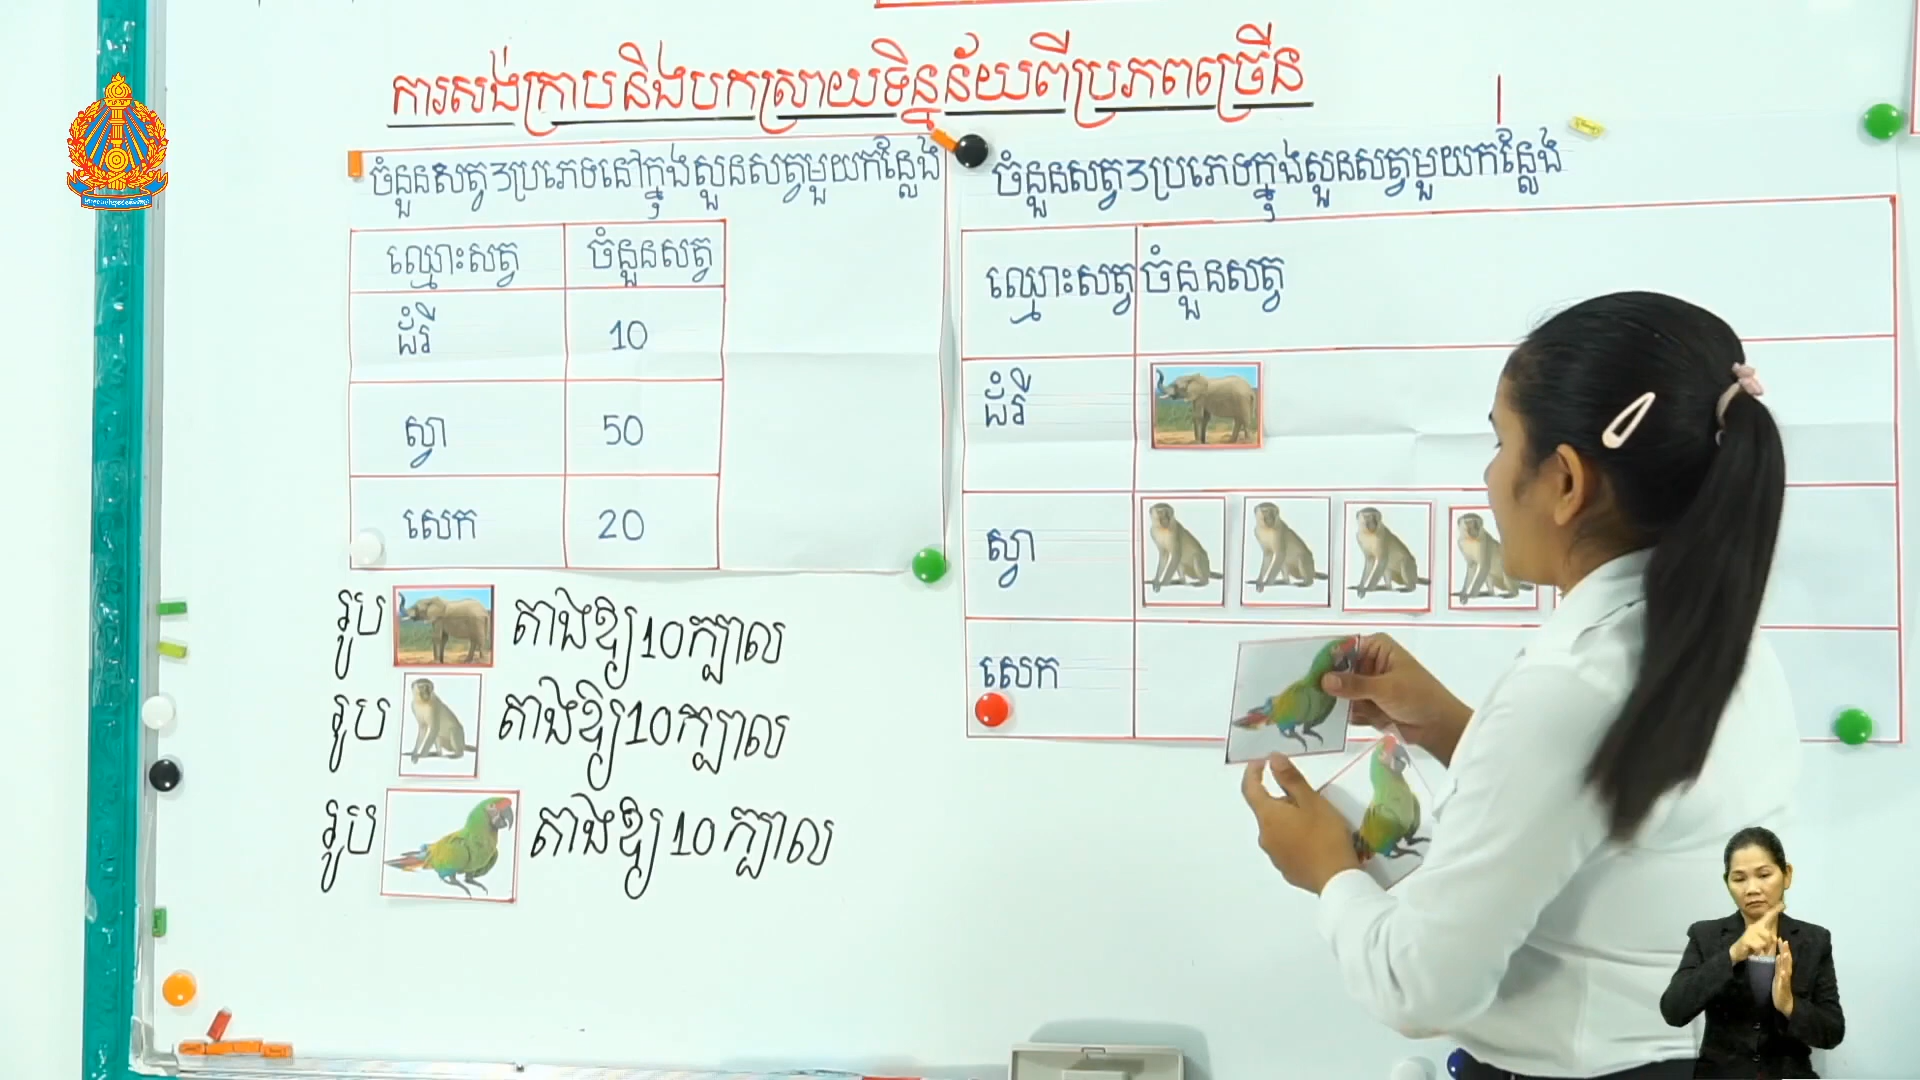 ការសង់ក្រាបនិងបកស្រាយទិន្នន័យពីប្រភពច្រើន
ចំនួនសត្វ3ប្រភេទនៅក្នុងសួនសត្វមួយកន្លែង
ឈ្មោះសត្វ ចំនួនសត្វ
ដំរី 10
ស្វា 50
សេក 20
រូប តាងឱ្យ10ក្បាល
រូប តាងឱ្យ10ក្បាល
រូប តាងឱ្យ10ក្បាល
ចំនួនសត្វ3ប្រភេទក្នុងសួនសត្វមួយកន្លែង
ឈ្មោះសត្វ ចំនួនសត្វ
ដំរី
ស្វា
សេក